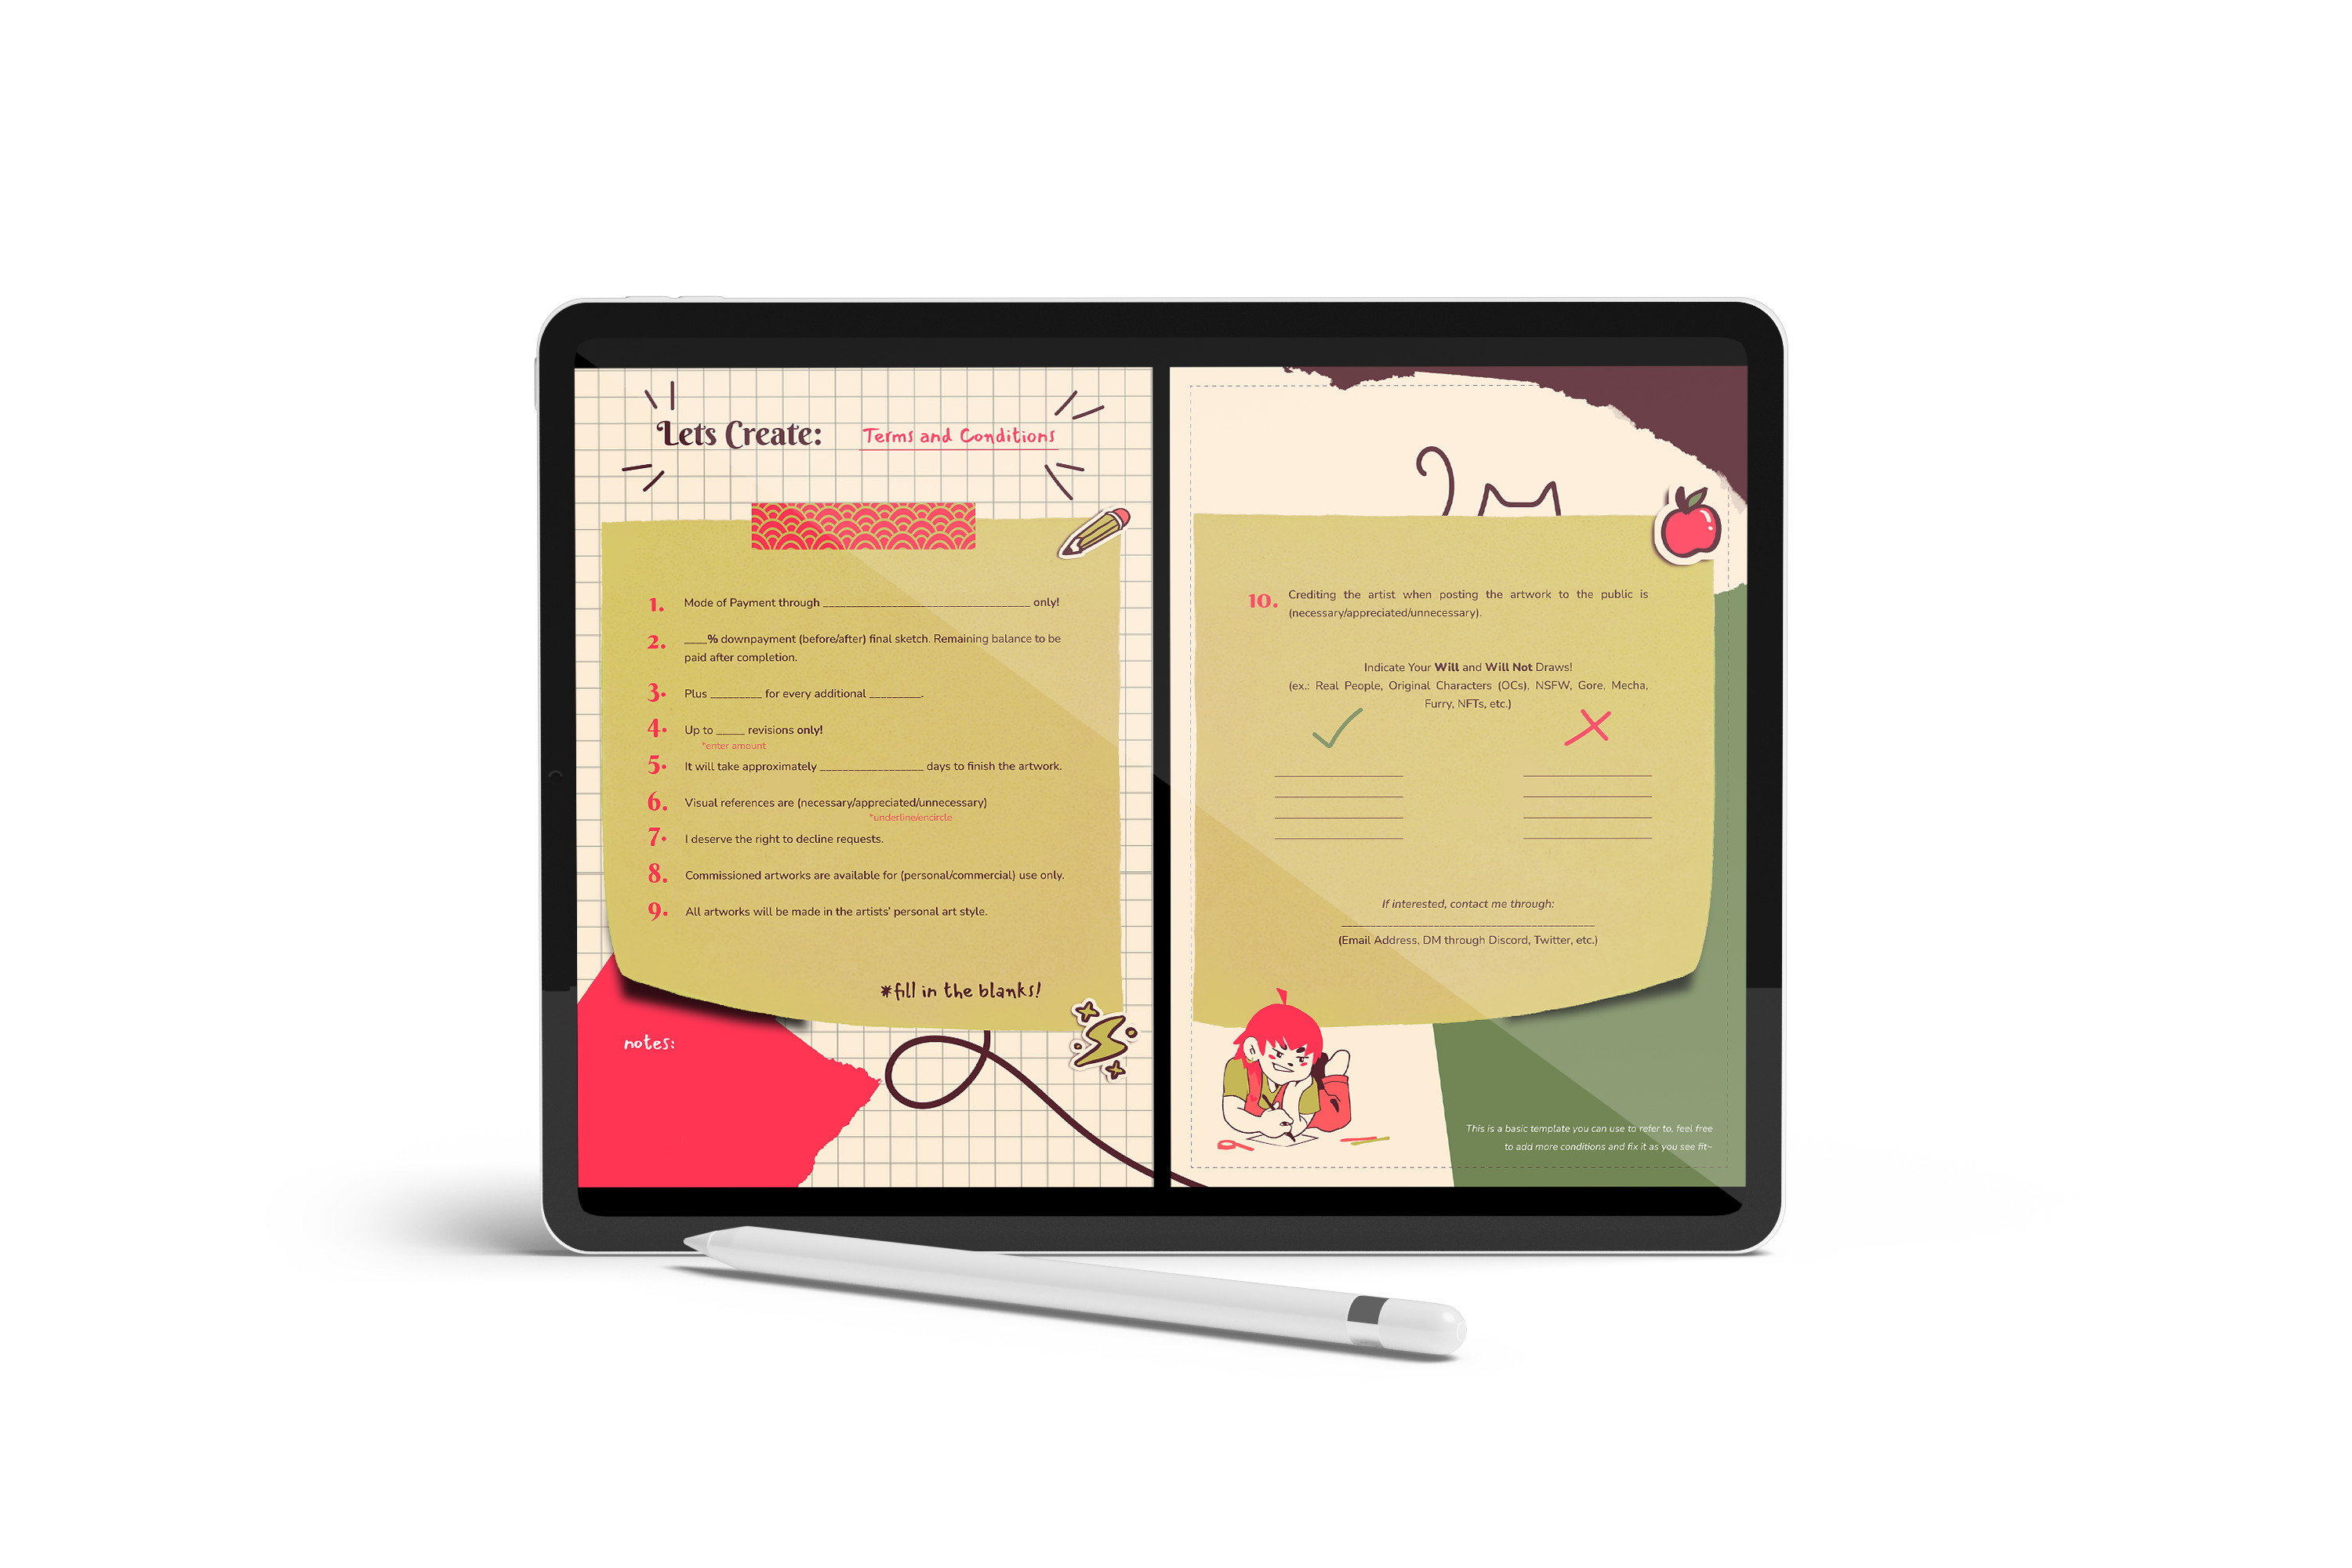 Lets Create: Terms and Conditions
1. Mode of Payment through ______________________________ only!
2. ____% downpayment (before/after) final sketch. Remaining balance to be
paid after completion.
3. Plus _________ for every additional _________.
4. Up to _____ revisions only!
*enter amount
5. It will take approximately __________________ days to finish the artwork.
6. Visual references are (necessary/appreciated/unnecessary)
*underline/encircle
7. I deserve the right to decline requests.
8. Commissioned artworks are available for (personal/commercial) use only.
9. All artworks will be made in the artists' personal art style.
*fill in the blanks!
notes:
10. Crediting the artist when posting the artwork to the public is
(necessary/appreciated/unnecessary).
Indicate Your Will and Will Not Draws!
(ex.: Real People, Original Characters (OCs), NSFW, Gore, Mecha,
Furry, NFTs, etc.)
If interested, contact me through:
(Email Address, DM through Discord, Twitter, etc.)
This is a basic template you can use to refer to, feel free
to add more conditions and fix it as you see fit~